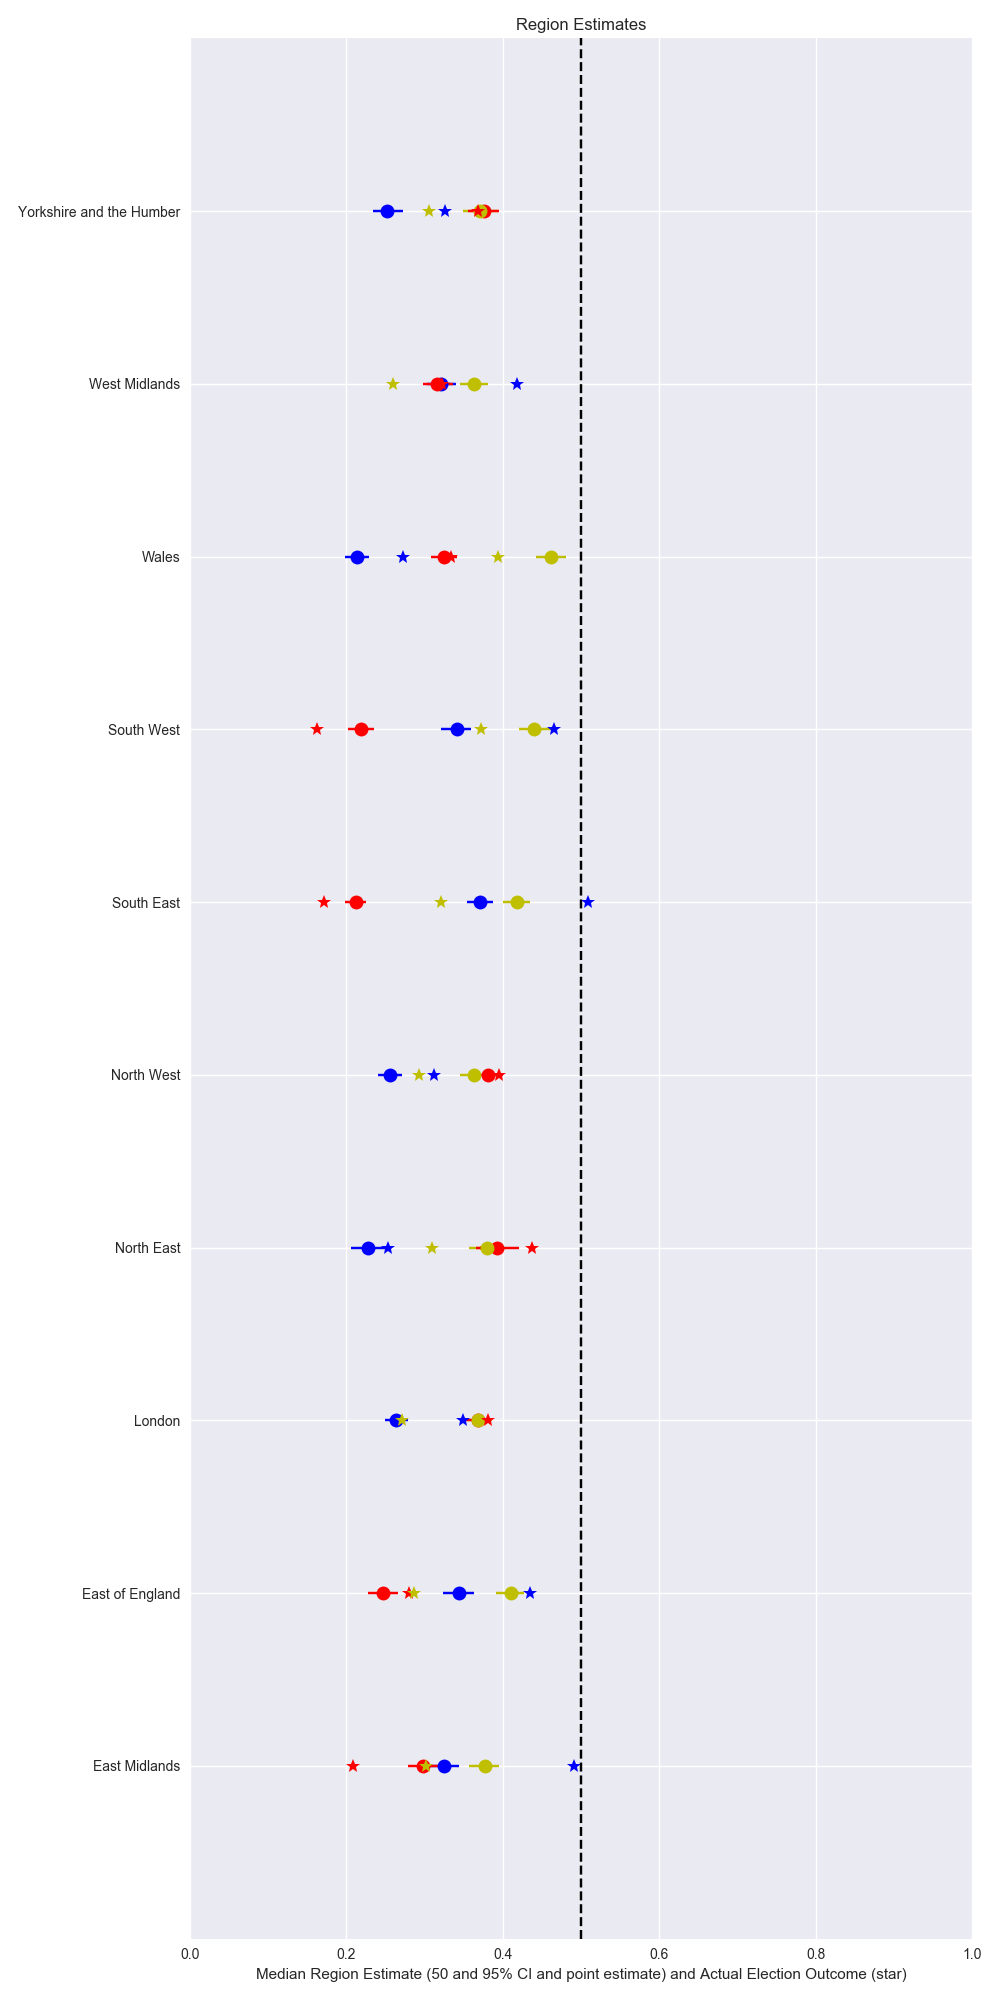 Region Estimates
Yorkshire and the Humber
West Midlands
Wales
South West
South East
North West
North East
London
East of England
East Midlands
0.0 0.2 0.4 0.6 0.8 1.0
Median Region Estimate (50 and 95% CI and point estimate) and Actual Election Outcome (star)